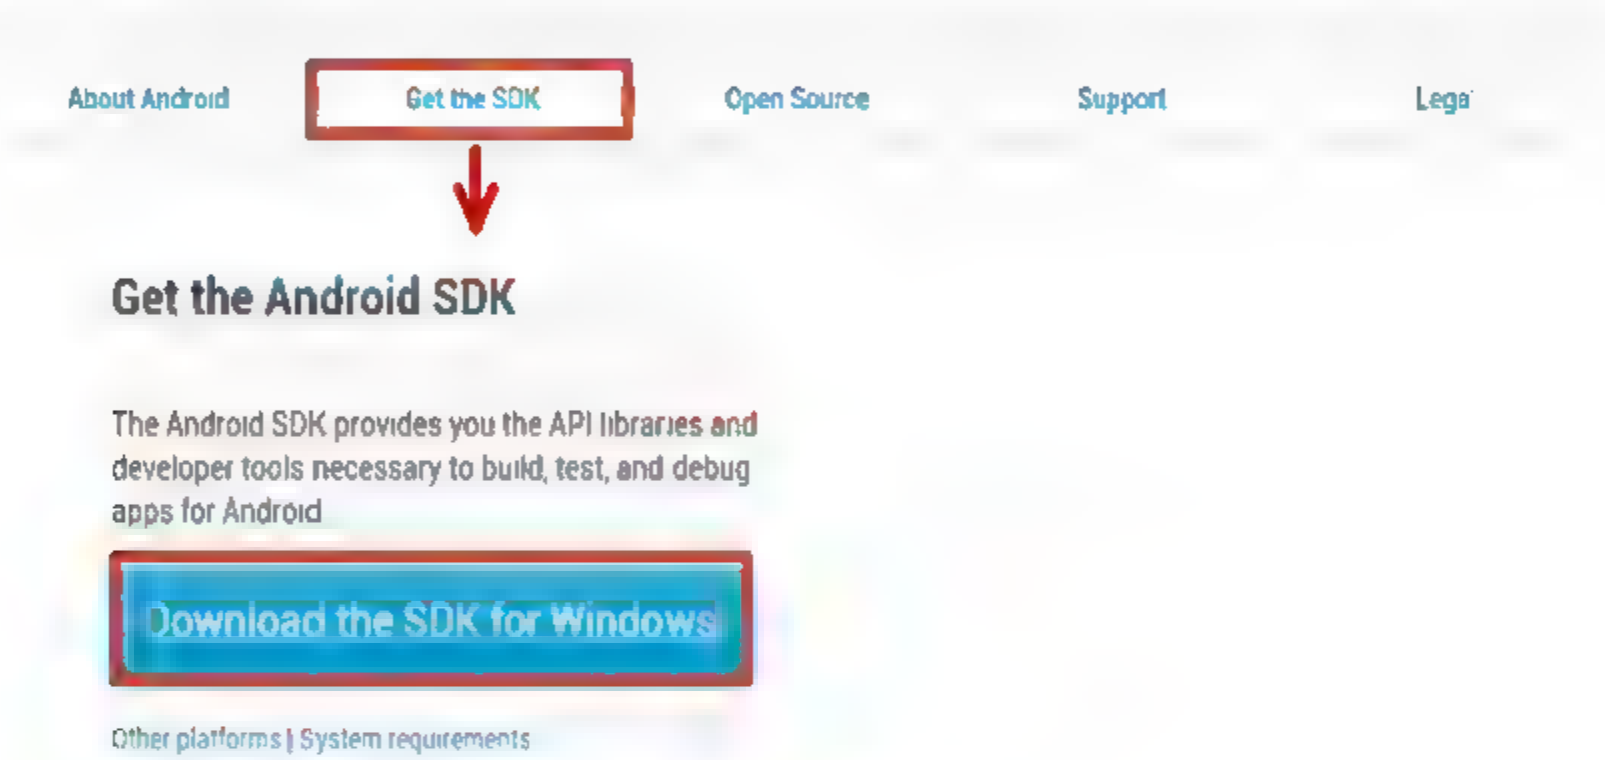 About Android Get the SDK Open Source Support Legal
Get the Android SDK
The Android SDK provides you the API libraries and
developer tools necessary to build, test, and debug
apps for Android
Download the SDK for Windows
Other platforms | System requirements